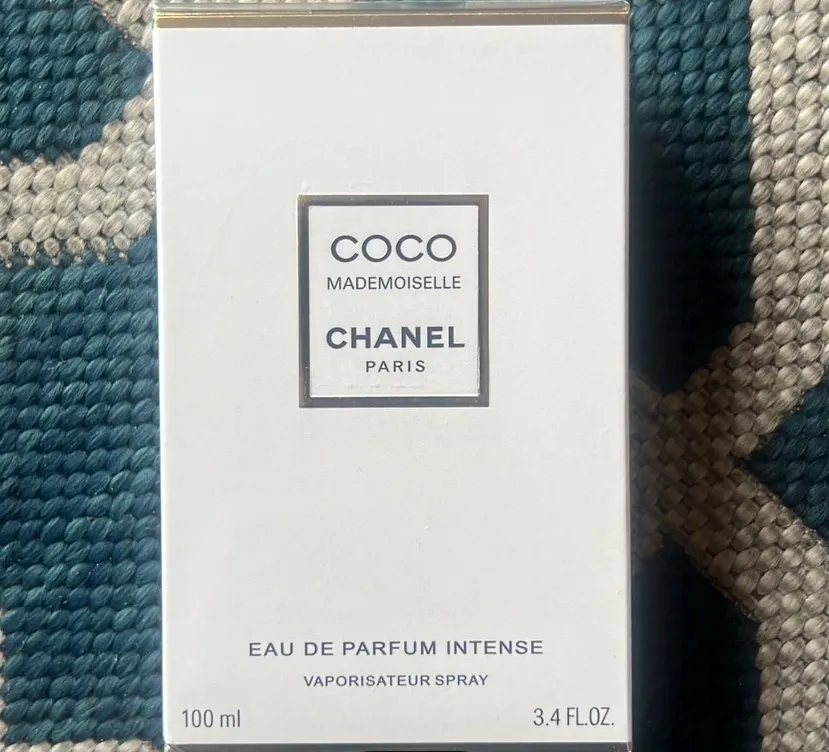 COCO
MADEMOISELLE
CHANEL
PARIS
EAU DE PARFUM INTENSE
VAPORISATEUR SPRAY
100 ml 3.4 FL.OZ.